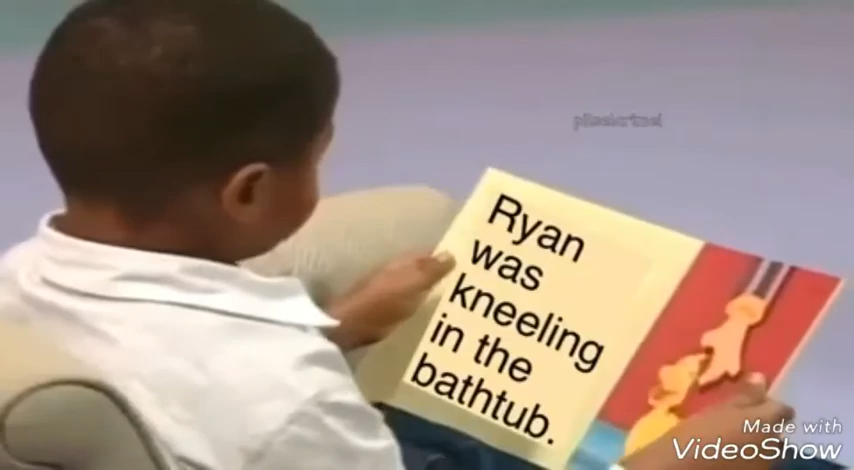 Ryan
was
kneeling
in the
bathtub.
Made with
VideoShow